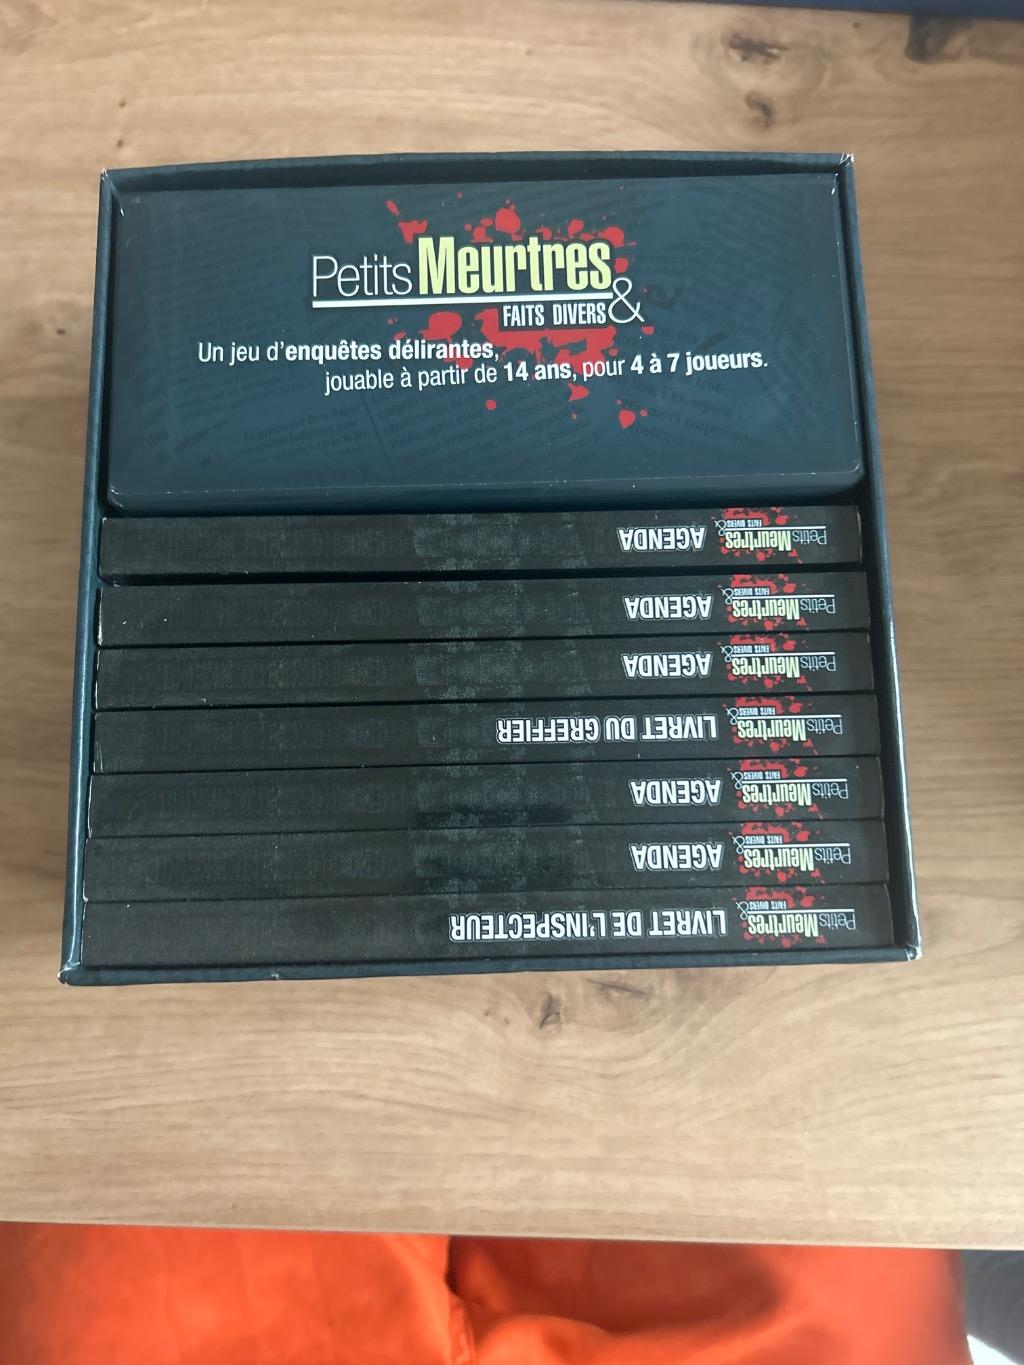 Petits Meurtres
& FAITS DIVERS
Un jeu d'enquêtes délirantes,
jouable à partir de 14 ans, pour 4 à 7 joueurs.
Petits Meurtres & FAITS DIVERS AGENDA
Petits Meurtres & FAITS DIVERS AGENDA
Petits Meurtres & FAITS DIVERS AGENDA
Petits Meurtres & FAITS DIVERS LIVRET DU GREFFIER
Petits Meurtres & FAITS DIVERS AGENDA
Petits Meurtres & FAITS DIVERS AGENDA
Petits Meurtres & FAITS DIVERS LIVRET DE L'INSPECTEUR